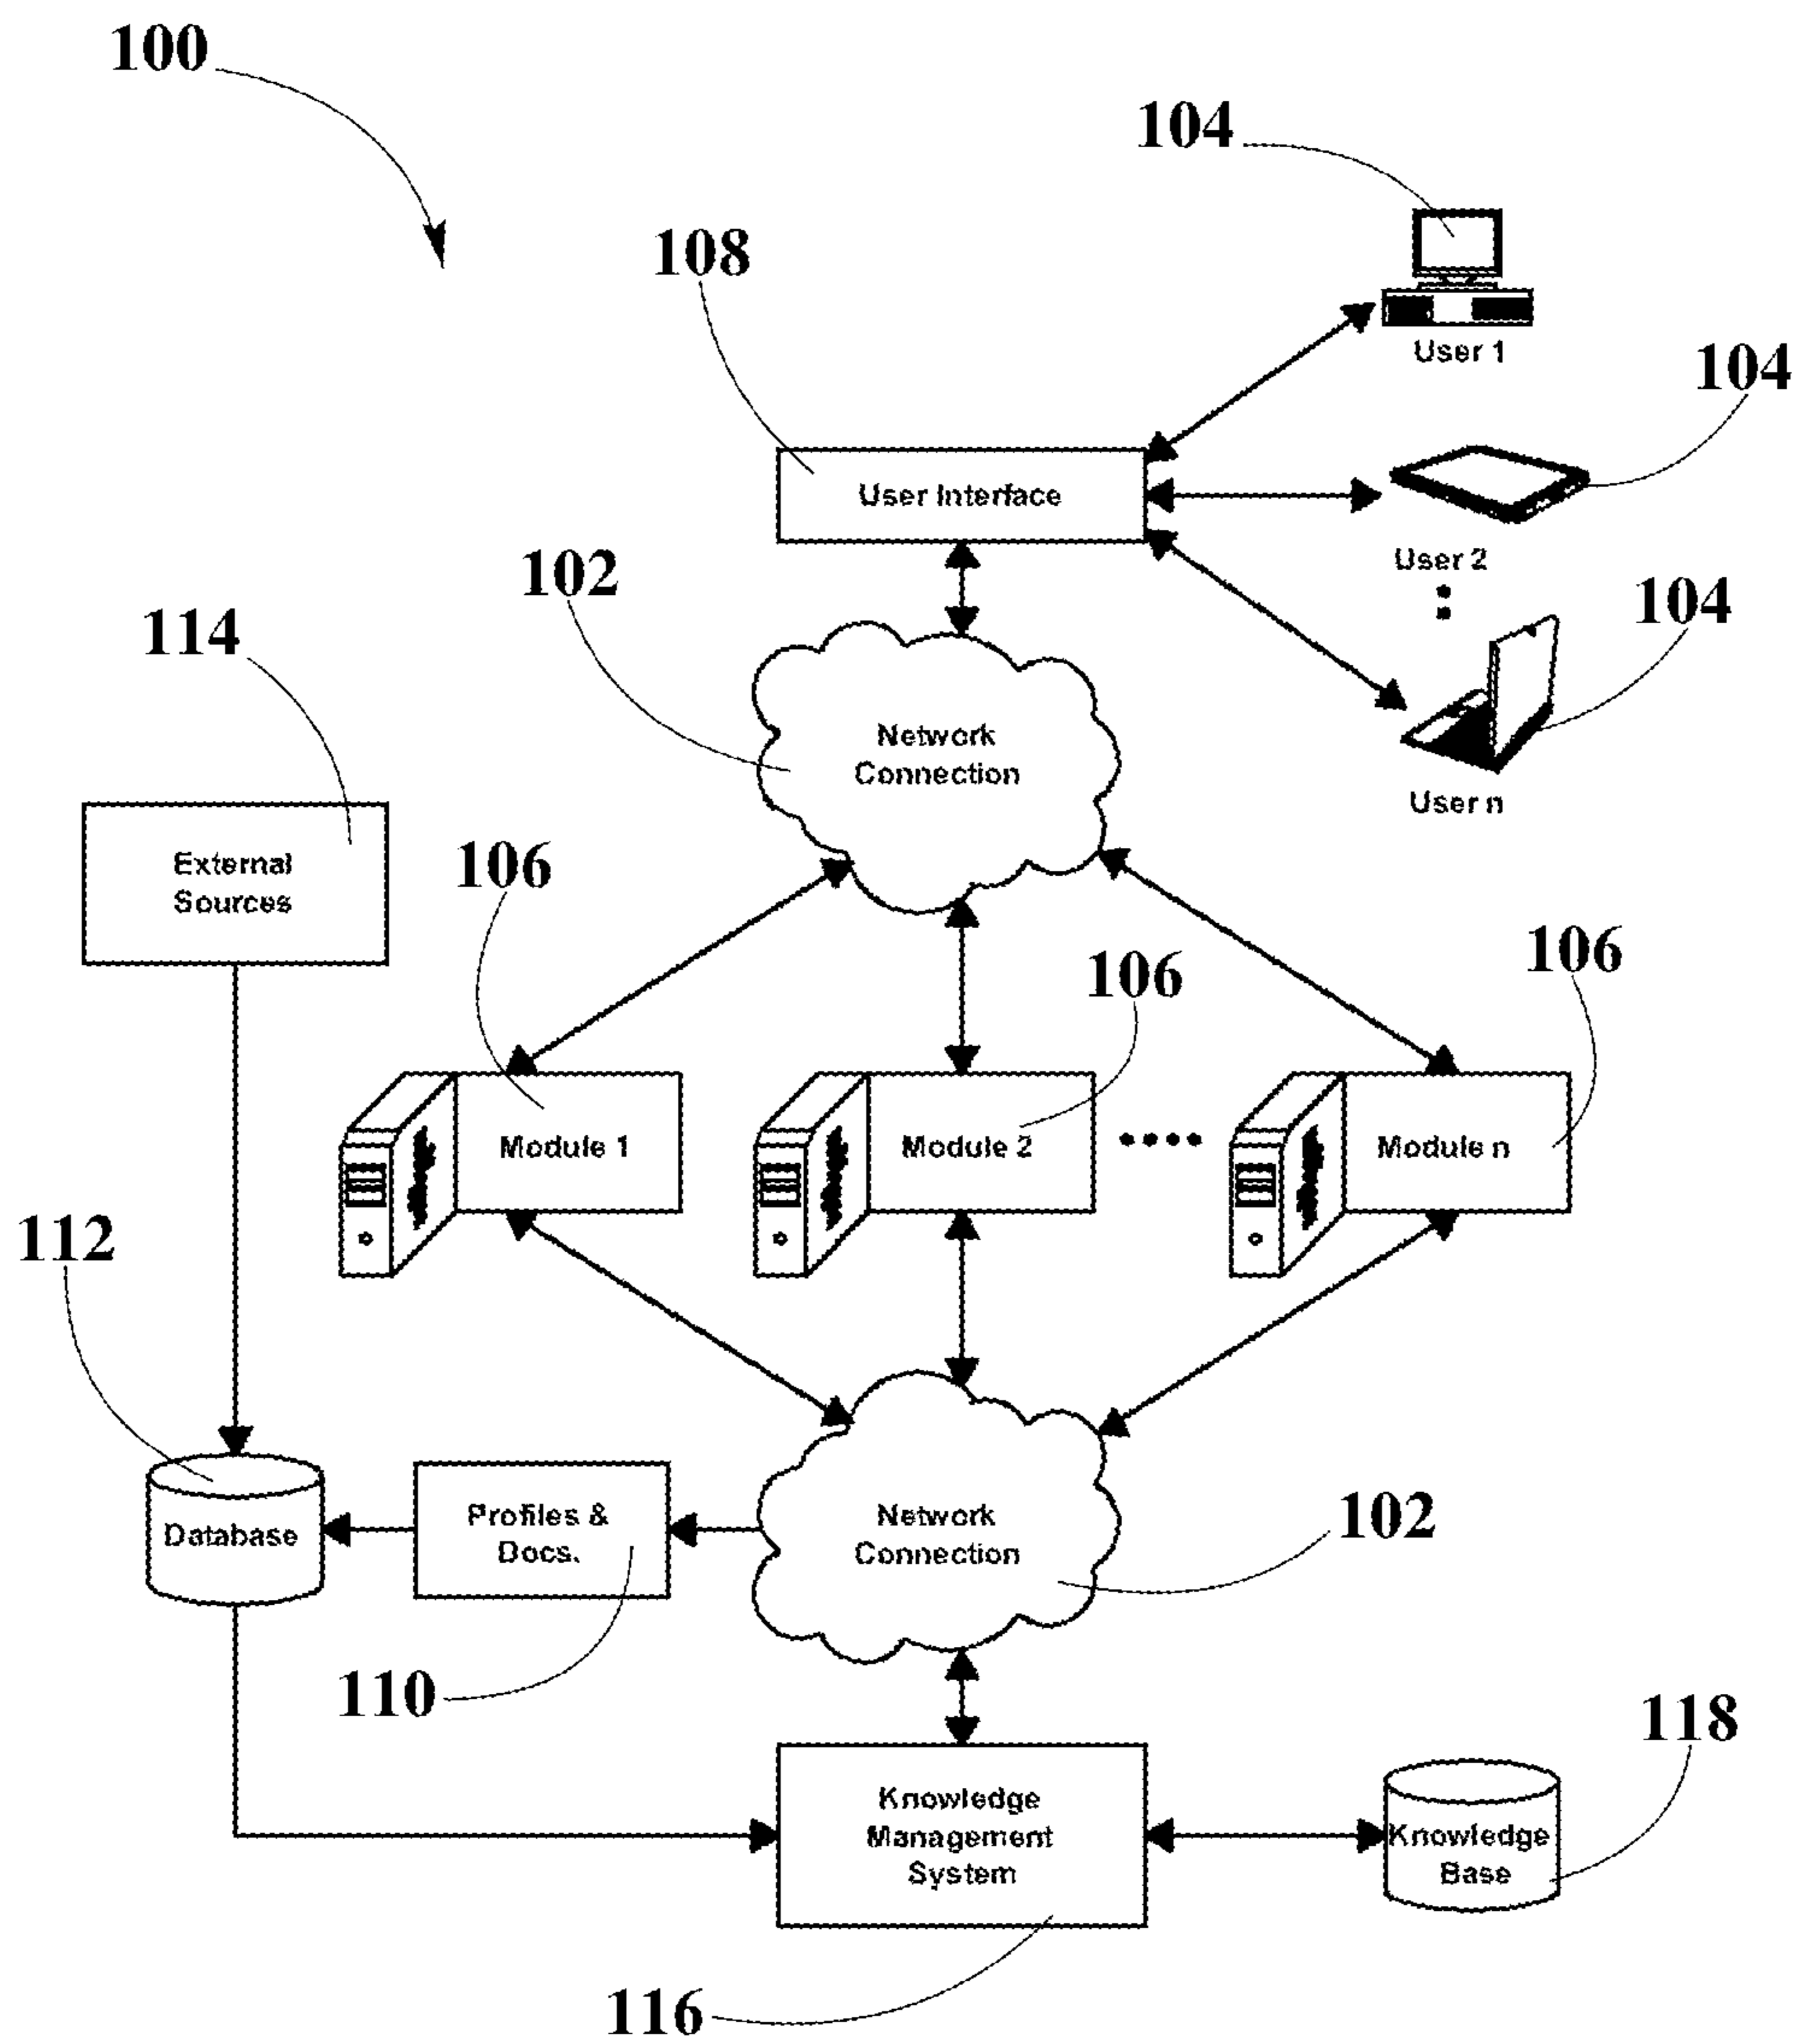 100
104
108
User 1
104
User Interface
User 2
102
104
114
Network
Connection
User n
External
Sources
106
106
106
Module 1
Module 2
Module n
112
Database
Profiles &
Docs.
Network
Connection
102
110
118
Knowledge
Management
System
Knowledge
Base
116